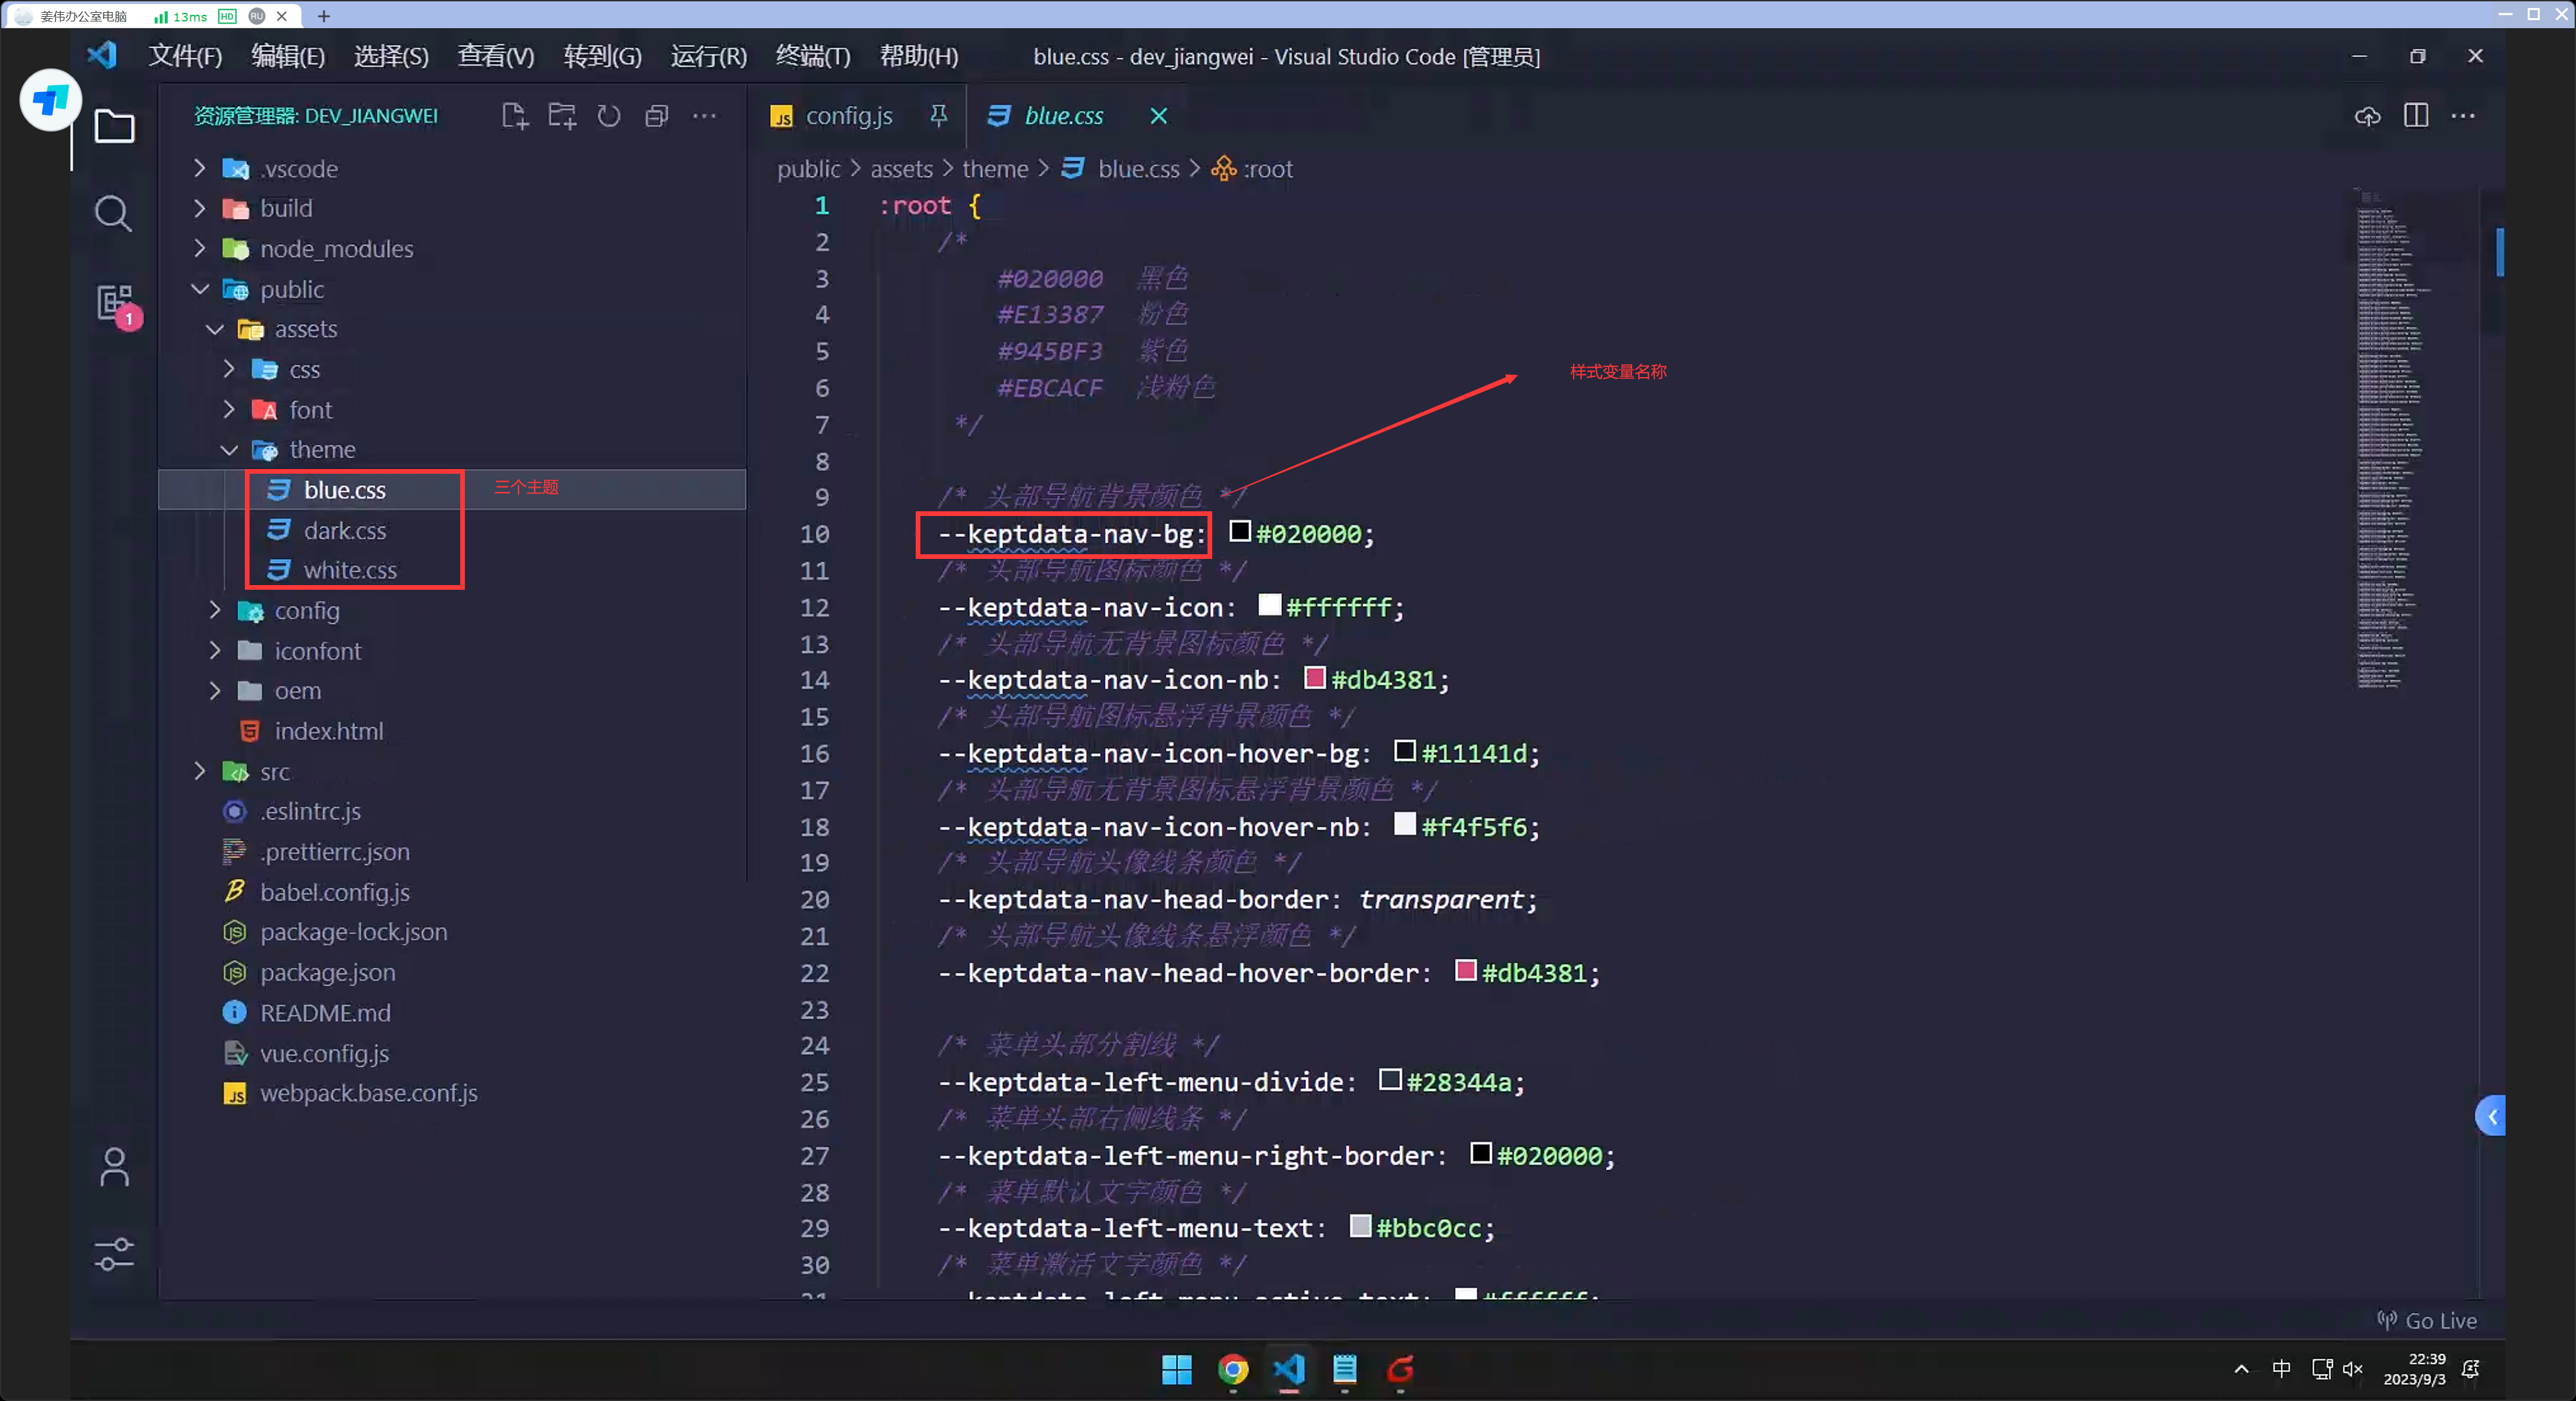 姜伟办公室电脑 13ms HD RU
文件(F) 编辑(E) 选择(S) 查看(V) 转到(G) 运行(R) 终端(T) 帮助(H) blue.css - dev_jiangwei - Visual Studio Code [管理员]
资源管理器: DEV_JIANGWEI
.vscode
build
node_modules
public
assets
css
font
theme
blue.css
三个主题
dark.css
white.css
config
iconfont
oem
index.html
src
.eslintrc.js
.prettierrc.json
babel.config.js
package-lock.json
package.json
README.md
vue.config.js
webpack.base.conf.js
1
config.js blue.css
public > assets > theme > blue.css > :root
1 :root {
2 /*
3 #020000 黑色
4 #E13387 粉色
5 #945BF3 紫色
6 #EBCACF 浅粉色
7 */
8
样式变量名称
9 /* 头部导航背景颜色 */
10 --keptdata-nav-bg: #020000;
11 /* 头部导航图标颜色 */
12 --keptdata-nav-icon: #ffffff;
13 /* 头部导航无背景图标颜色 */
14 --keptdata-nav-icon-nb: #db4381;
15 /* 头部导航图标悬浮背景颜色 */
16 --keptdata-nav-icon-hover-bg: #11141d;
17 /* 头部导航无背景图标悬浮背景颜色 */
18 --keptdata-nav-icon-hover-nb: #f4f5f6;
19 /* 头部导航头像线条颜色 */
20 --keptdata-nav-head-border: transparent;
21 /* 头部导航头像线条悬浮颜色 */
22 --keptdata-nav-head-hover-border: #db4381;
23
24 /* 菜单头部分割线 */
25 --keptdata-left-menu-divide: #28344a;
26 /* 菜单头部右侧线条 */
27 --keptdata-left-menu-right-border: #020000;
28 /* 菜单默认文字颜色 */
29 --keptdata-left-menu-text: #bbc0cc;
30 /* 菜单激活文字颜色 */
31 --keptdata-left-menu-active-text: #ffffff;
Go Live
中
22:39
2023/9/3